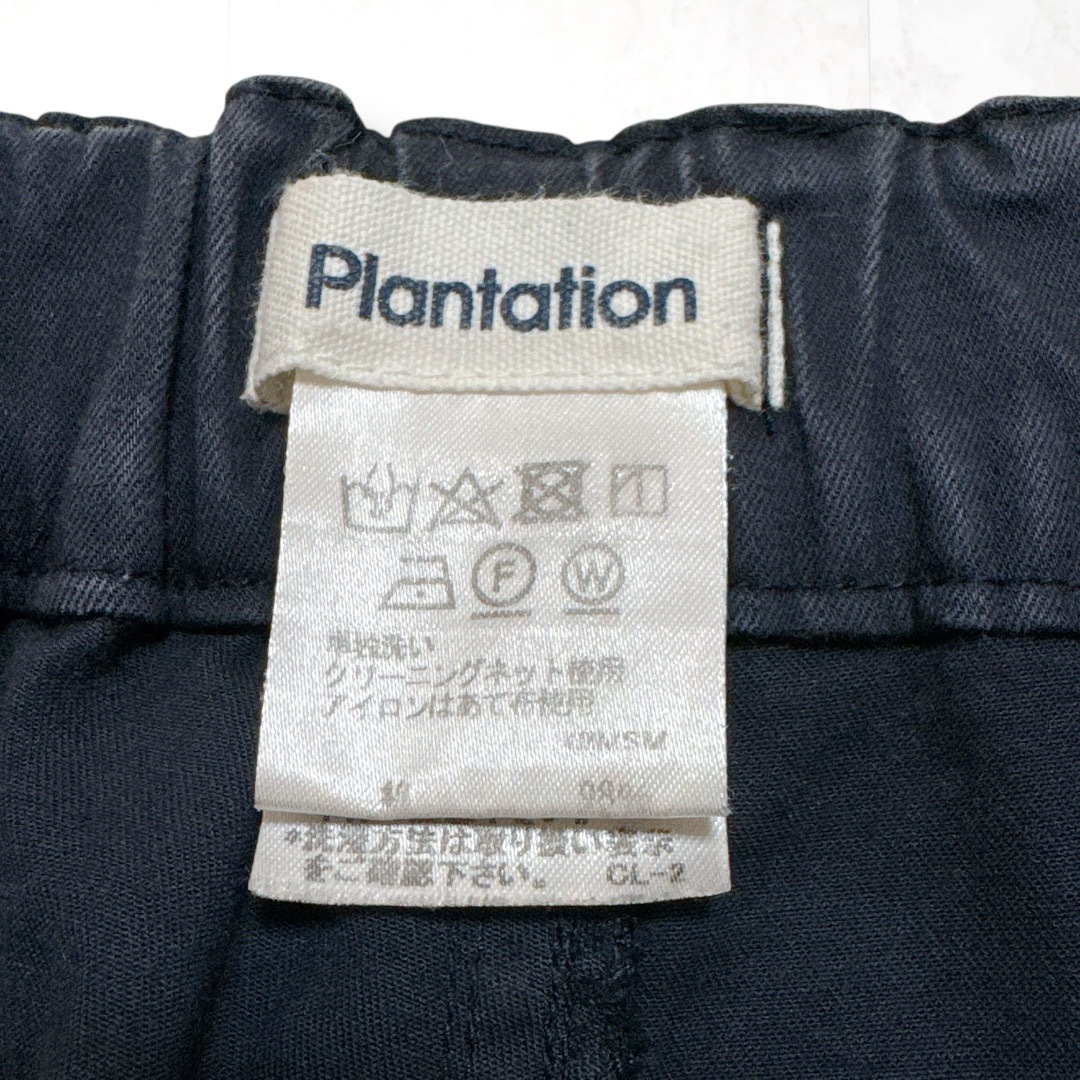 Plantation
F W
単独洗い
クリーニングネット使用
アイロンはあて布使用
洗濯方法は取り扱い表示
をご確認下さい。 CL-2